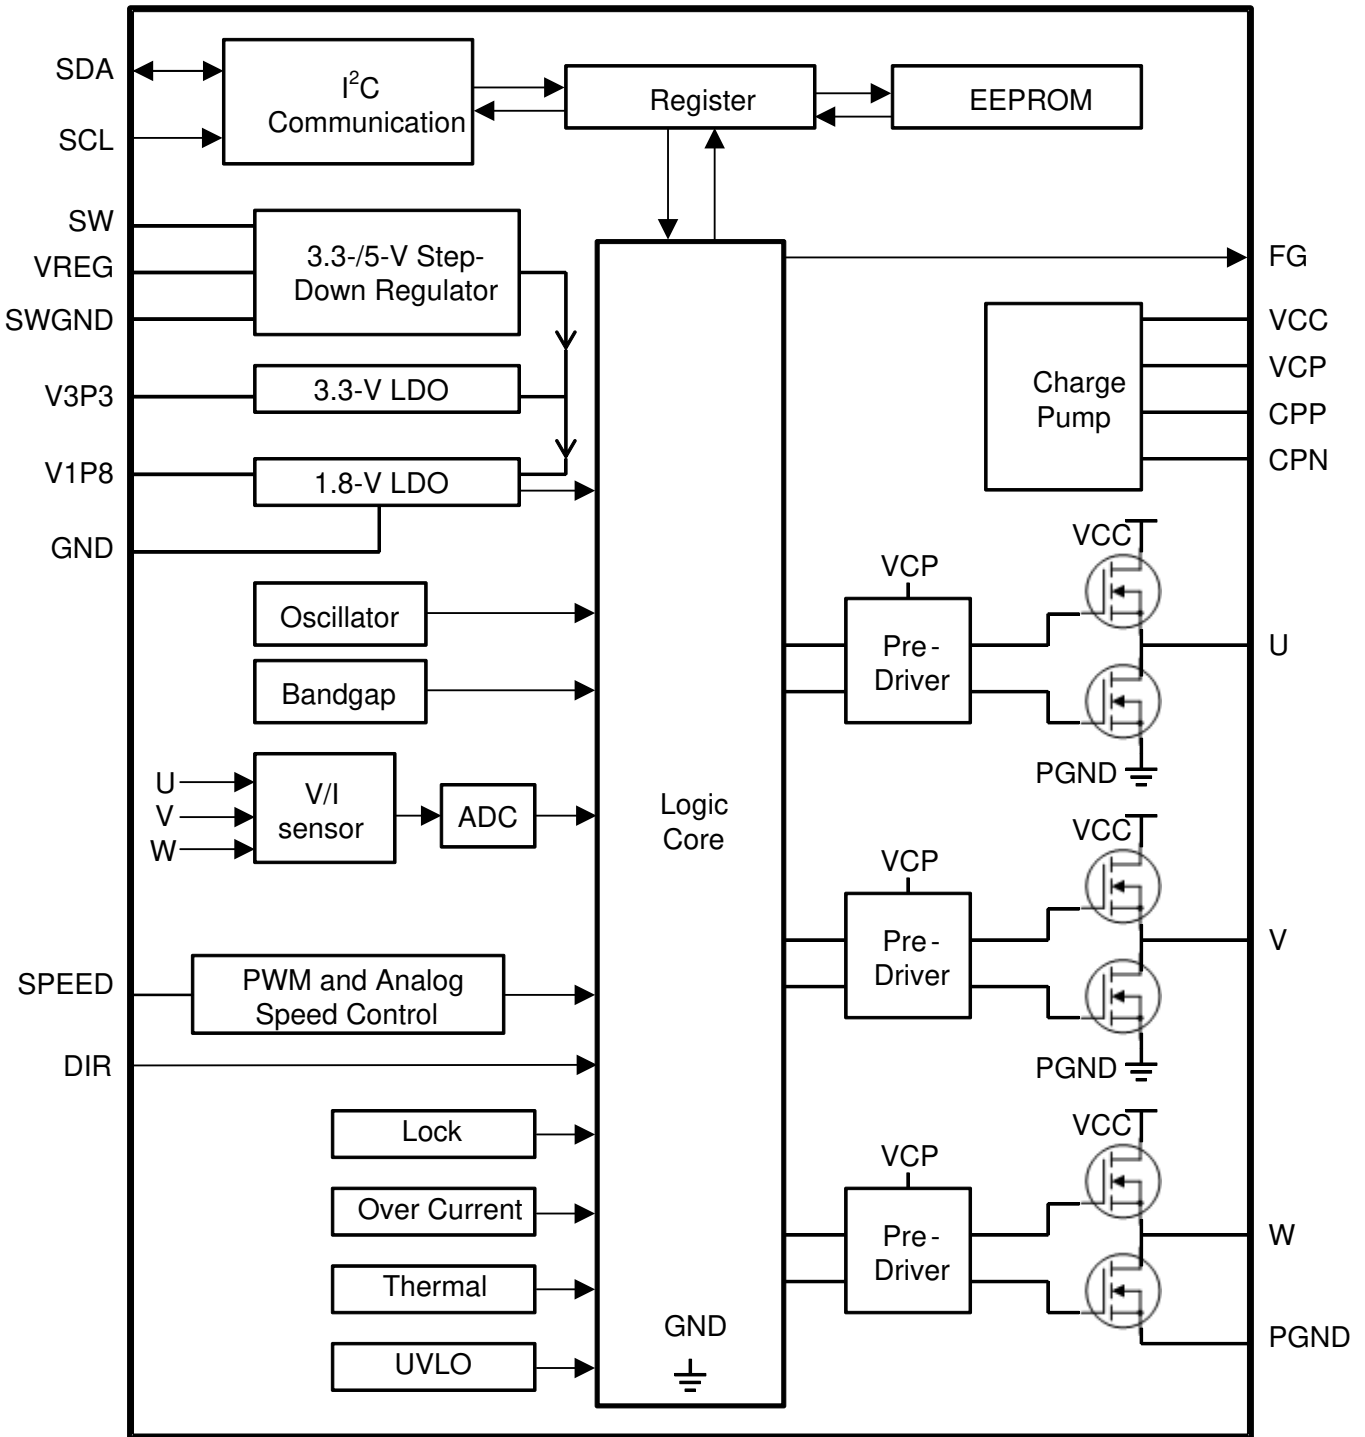 SDA
SCL
I²C
Communication
Register
EEPROM
SW
VREG
SWGND
3.3-/5-V Step-
Down Regulator
V3P3
3.3-V LDO
V1P8
1.8-V LDO
GND
Oscillator
Bandgap
U
V
W
V/I
sensor
ADC
SPEED
PWM and Analog
Speed Control
DIR
Lock
Over Current
Thermal
UVLO
Logic
Core
GND
FG
Charge
Pump
VCC
VCP
CPP
CPN
VCP
Pre-
Driver
VCC
U
PGND
VCP
Pre-
Driver
VCC
V
PGND
VCP
Pre-
Driver
VCC
W
PGND